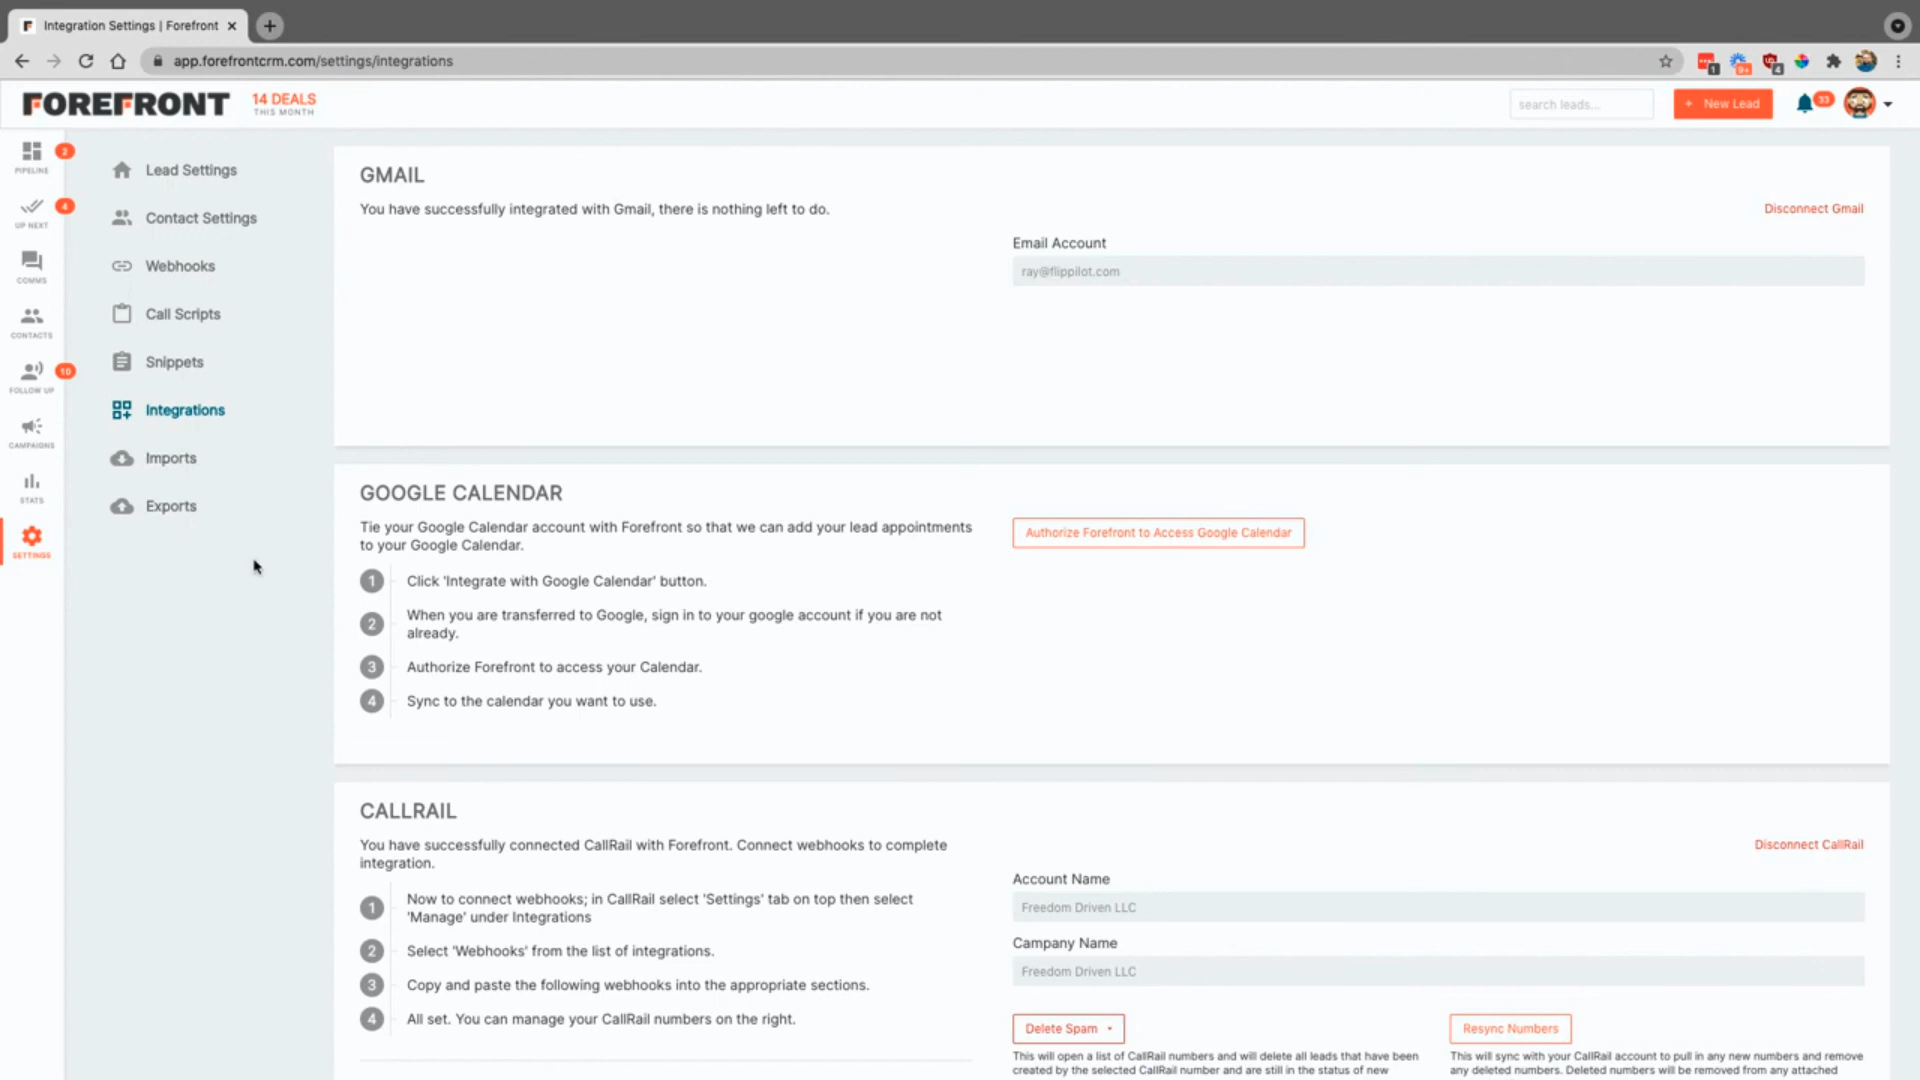 Integration Settings | Forefront
app.forefrontcrm.com/settings/integrations
1
9+
4
FOREFRONT
14 DEALS
THIS MONTH
search leads...
+ New Lead
33
PIPELINE
2
UP NEXT
4
COMMS
CONTACTS
FOLLOW UP
10
CAMPAIGNS
STATS
SETTINGS
Lead Settings
Contact Settings
Webhooks
Call Scripts
Snippets
Integrations
Imports
Exports
GMAIL
You have successfully integrated with Gmail, there is nothing left to do.
Disconnect Gmail
Email Account
ray@flippilot.com
GOOGLE CALENDAR
Tie your Google Calendar account with Forefront so that we can add your lead appointments
to your Google Calendar.
Authorize Forefront to Access Google Calendar
1 Click 'Integrate with Google Calendar' button.
2 When you are transferred to Google, sign in to your google account if you are not
already.
3 Authorize Forefront to access your Calendar.
4 Sync to the calendar you want to use.
CALLRAIL
You have successfully connected CallRail with Forefront. Connect webhooks to complete
integration.
1 Now to connect webhooks; in CallRail select 'Settings' tab on top then select
'Manage' under Integrations
2 Select 'Webhooks' from the list of integrations.
3 Copy and paste the following webhooks into the appropriate sections.
4 All set. You can manage your CallRail numbers on the right.
Disconnect CallRail
Account Name
Freedom Driven LLC
Company Name
Freedom Driven LLC
Delete Spam
This will open a list of CallRail numbers and will delete all leads that have been
created by the selected CallRail number and are still in the status of new
Resync Numbers
This will sync with your CallRail account to pull in any new numbers and remove
any deleted numbers. Deleted numbers will be removed from any attached